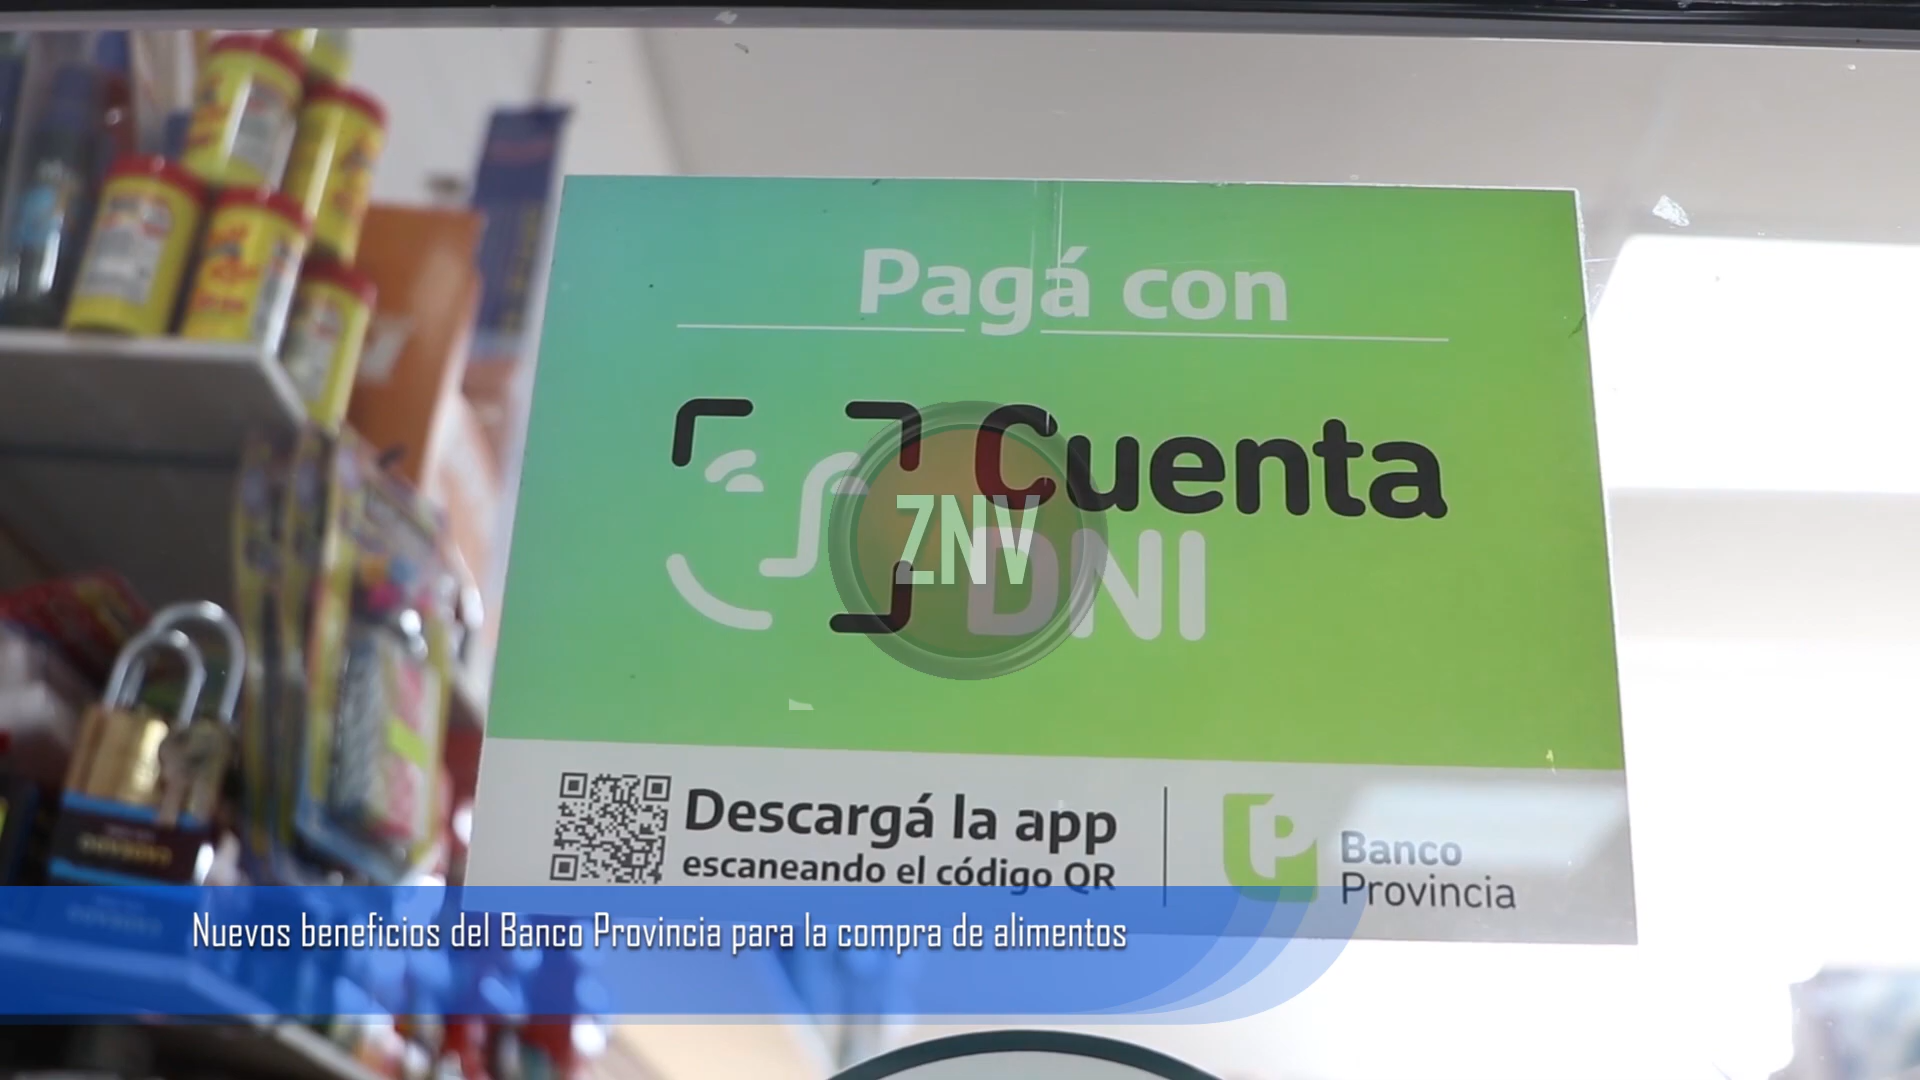 Pagá con
Cuenta
DNI
ZNV
Descargá la app
escaneando el código QR
Banco
Provincia
Nuevos beneficios del Banco Provincia para la compra de alimentos